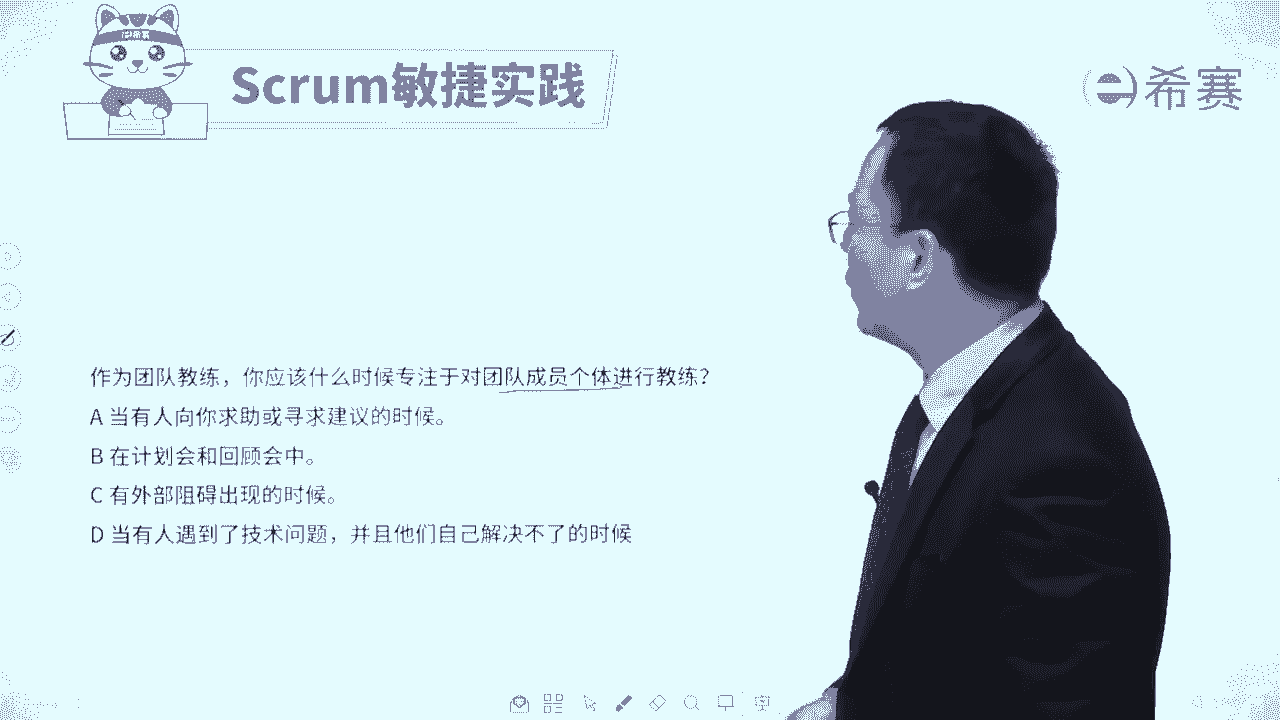 Scrum敏捷实践
希赛
作为团队教练，你应该什么时候专注于对团队成员个体进行教练？
A 当有人向你求助或寻求建议的时候。
B 在计划会和回顾会中。
C 有外部阻碍出现的时候。
D 当有人遇到了技术问题，并且他们自己解决不了的时候